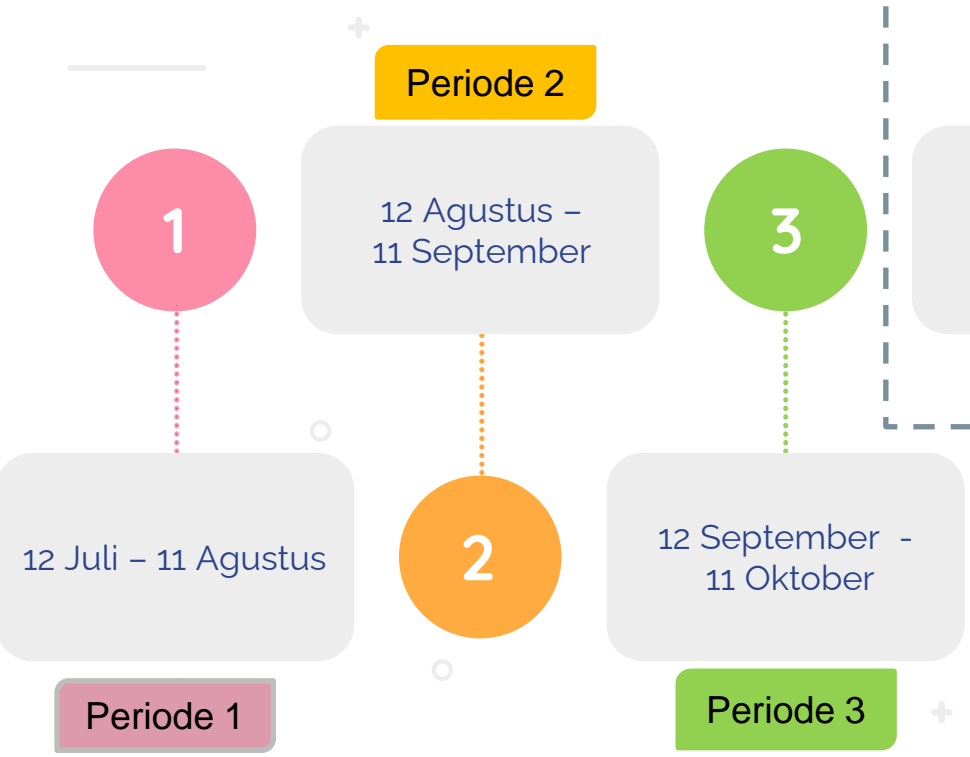 1
12 Juli – 11 Agustus
Periode 1
Periode 2
12 Agustus –
11 September
2
3
12 September  -
11 Oktober
Periode 3